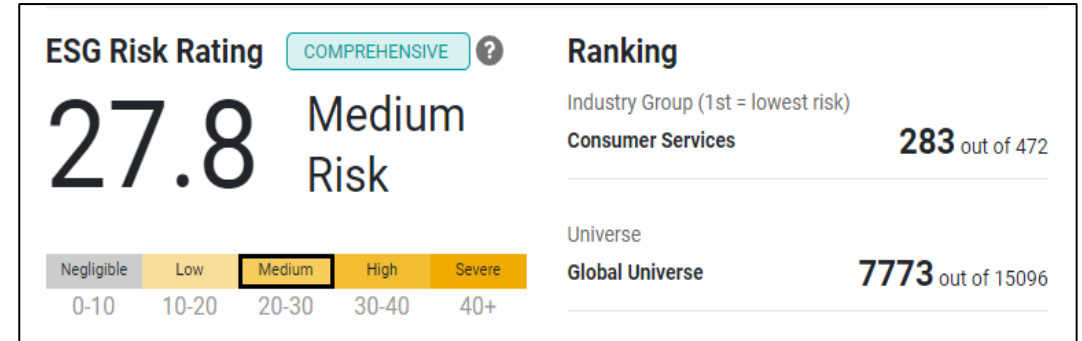 ESG Risk Rating COMPREHENSIVE ?
27.8 Medium Risk
Negligible Low Medium High Severe
0-10 10-20 20-30 30-40 40+
Ranking
Industry Group (1st = lowest risk)
Consumer Services 283 out of 472
Universe
Global Universe 7773 out of 15096